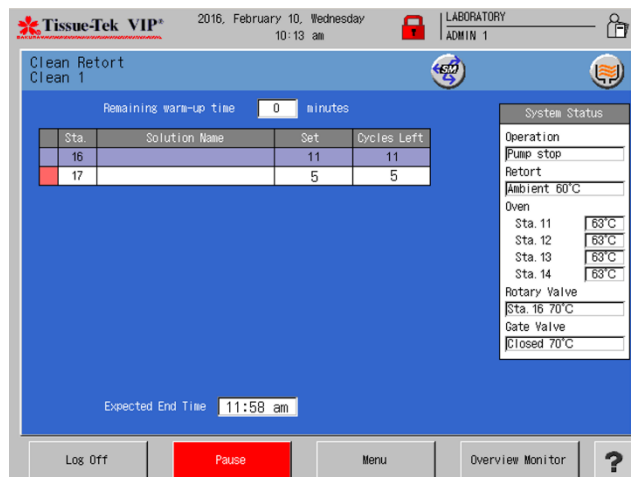 Tissue-Tek VIP®
SAKURA
2016, February 10, Wednesday
10:13 am
LABORATORY
ADMIN 1
Clean Retort
Clean 1
SM
Remaining warm-up time 0 minutes
Sta. Solution Name Set Cycles Left
16 11 11
17 5 5
Expected End Time 11:58 am
System Status
Operation
Pump stop
Retort
Ambient 60°C
Oven
Sta. 11 63°C
Sta. 12 63°C
Sta. 13 63°C
Sta. 14 63°C
Rotary Valve
Sta. 16 70°C
Gate Valve
Closed 70°C
Log Off Pause Menu Overview Monitor ?